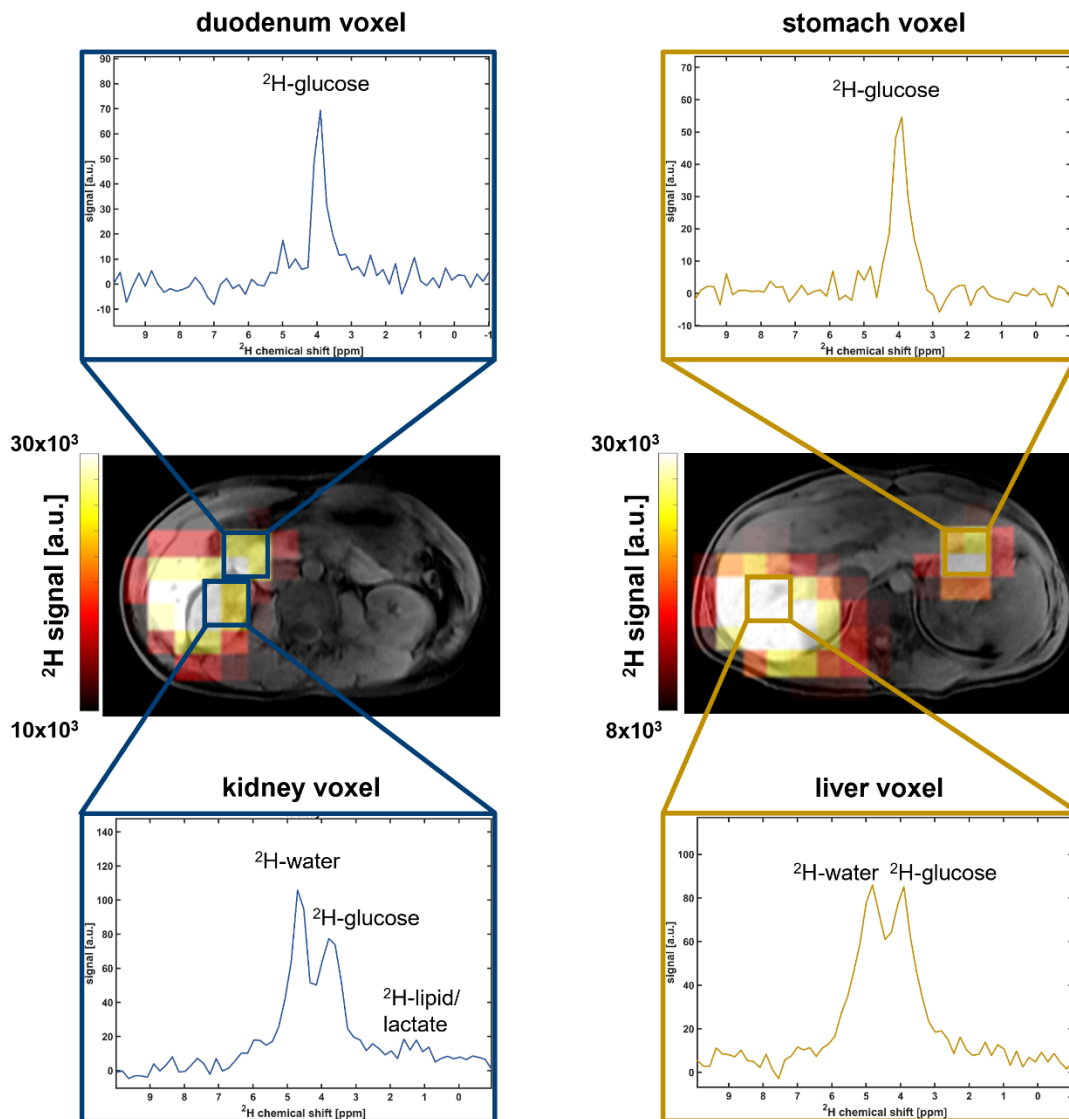 duodenum voxel
stomach voxel
90
80
70
60
50
40
30
20
10
0
-10
signal [a.u.]
²H-glucose
9 8 7 6 5 4 3 2 1 0 -1
²H chemical shift [ppm]
70
60
50
40
30
20
10
0
-10
signal [a.u.]
²H-glucose
9 8 7 6 5 4 3 2 1 0
²H chemical shift [ppm]
30x10³
²H signal [a.u.]
10x10³
30x10³
²H signal [a.u.]
8x10³
kidney voxel
liver voxel
140
120
100
80
60
40
20
0
signal [a.u.]
²H-water
²H-glucose
²H-lipid/
lactate
9 8 7 6 5 4 3 2 1 0
²H chemical shift [ppm]
100
80
60
40
20
0
signal [a.u.]
²H-water ²H-glucose
9 8 7 6 5 4 3 2 1 0
²H chemical shift [ppm]